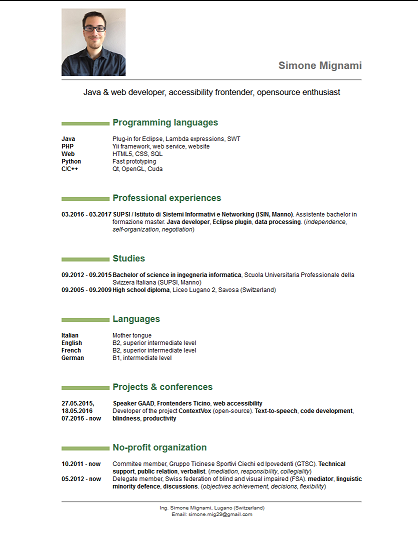 Simone Mignami
Java & web developer, accessibility frontender, opensource enthusiast
Programming languages
Java Plug-in for Eclipse, Lambda expressions, SWT
PHP Yii framework, web service, website
Web HTML5, CSS, SQL
Python Fast prototyping
C/C++ Qt, OpenGL, Cuda
Professional experiences
03.2016 - 03.2017 SUPSI / Istituto di Sistemi Informativi e Networking (ISIN, Manno). Assistente bachelor in
formazione master. Java developer, Eclipse plugin, data processing. (independence,
self-organization, negotiation)
Studies
09.2012 - 09.2015 Bachelor of science in ingegneria informatica, Scuola Universitaria Professionale della
Svizzera Italiana (SUPSI, Manno)
09.2005 - 09.2009 High school diploma, Liceo Lugano 2, Savosa (Switzerland)
Languages
Italian Mother tongue
English B2, superior intermediate level
French B2, superior intermediate level
German B1, intermediate level
Projects & conferences
27.05.2015, Speaker GAAD, Frontenders Ticino, web accessibility
18.05.2016 Developer of the project ContextVox (open-source). Text-to-speech, code development,
07.2016 - now blindness, productivity
No-profit organization
10.2011 - now Commitee member, Gruppo Ticinese Sportivi Ciechi ed Ipovedenti (GTSC). Technical
support, public relation, verbalist. (mediation, responsibility, collegiality)
05.2012 - now Delegate member, Swiss federation of blind and visual impaired (FSA). mediator, linguistic
minority defence, discussions. (objectives achievement, decisions, flexibility)
Ing. Simone Mignami, Lugano (Switzerland)
Email: simone.mig29@gmail.com